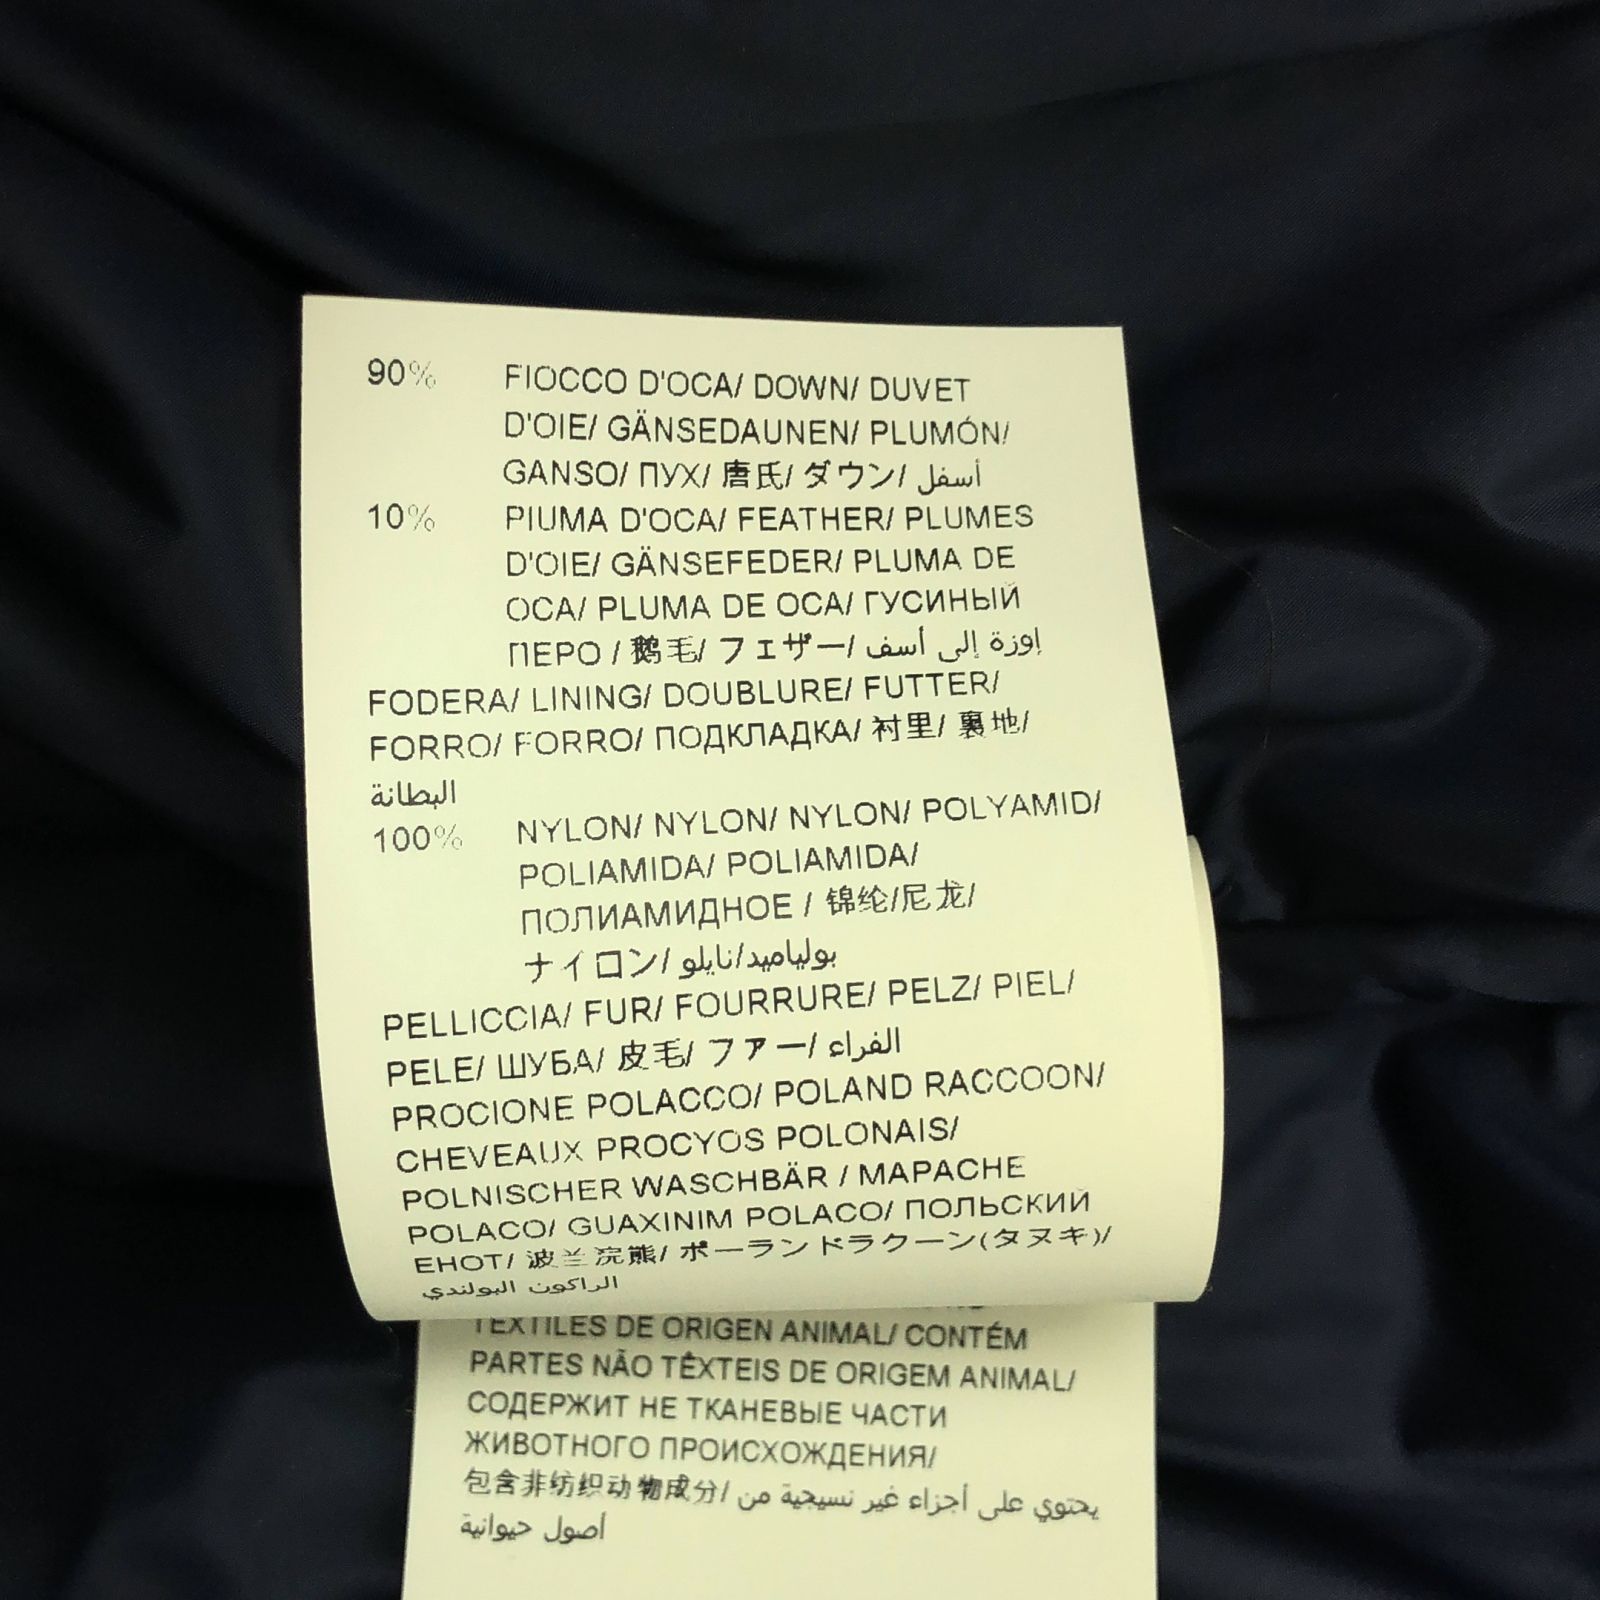 90% FIOCCO D'OCA/ DOWN/ DUVET
D'OIE/ GÄNSEDAUNEN/ PLUMÓN/
GANSO/ ПУХ/ 唐氏/ ダウン/ أسفل
10% PIUMA D'OCA/ FEATHER/ PLUMES
D'OIE/ GÄNSEFEDER/ PLUMA DE
OCA/ PLUMA DE OCA/ ГУСИНЫЙ
ПЕРО / 鹅毛/ フェザー/ إوزة إلى أسف
FODERA/ LINING/ DOUBLURE/ FUTTER/
FORRO/ FORRO/ ПОДКЛАДКА/ 衬里/ 裏地/
البطانة
100% NYLON/ NYLON/ NYLON/ POLYAMID/
POLIAMIDA/ POLIAMIDA/
ПОЛИАМИДНОЕ / 锦纶/尼龙/
ナイロン/ بولياميد/نايلو
PELLICCIA/ FUR/ FOURRURE/ PELZ/ PIEL/
PELE/ ШУБА/ 皮毛/ ファー/ الفراء
PROCIONE POLACCO/ POLAND RACCOON/
CHEVEAUX PROCYOS POLONAIS/
POLNISCHER WASCHBÄR / MAPACHE
POLACO/ GUAXINIM POLACO/ ПОЛЬСКИЙ
ЕНОТ/ 波兰浣熊/ ポーランドラクーン(タヌキ)/
الراكون البولندي
TEXTILES DE ORIGEN ANIMAL/ CONTÉM
PARTES NÃO TÊXTEIS DE ORIGEM ANIMAL/
СОДЕРЖИТ НЕ ТКАНЕВЫЕ ЧАСТИ
ЖИВОТНОГО ПРОИСХОЖДЕНИЯ/
包含非纺织动物成分/ يحتوي على أجزاء غير نسيجية من
أصول حيوانية